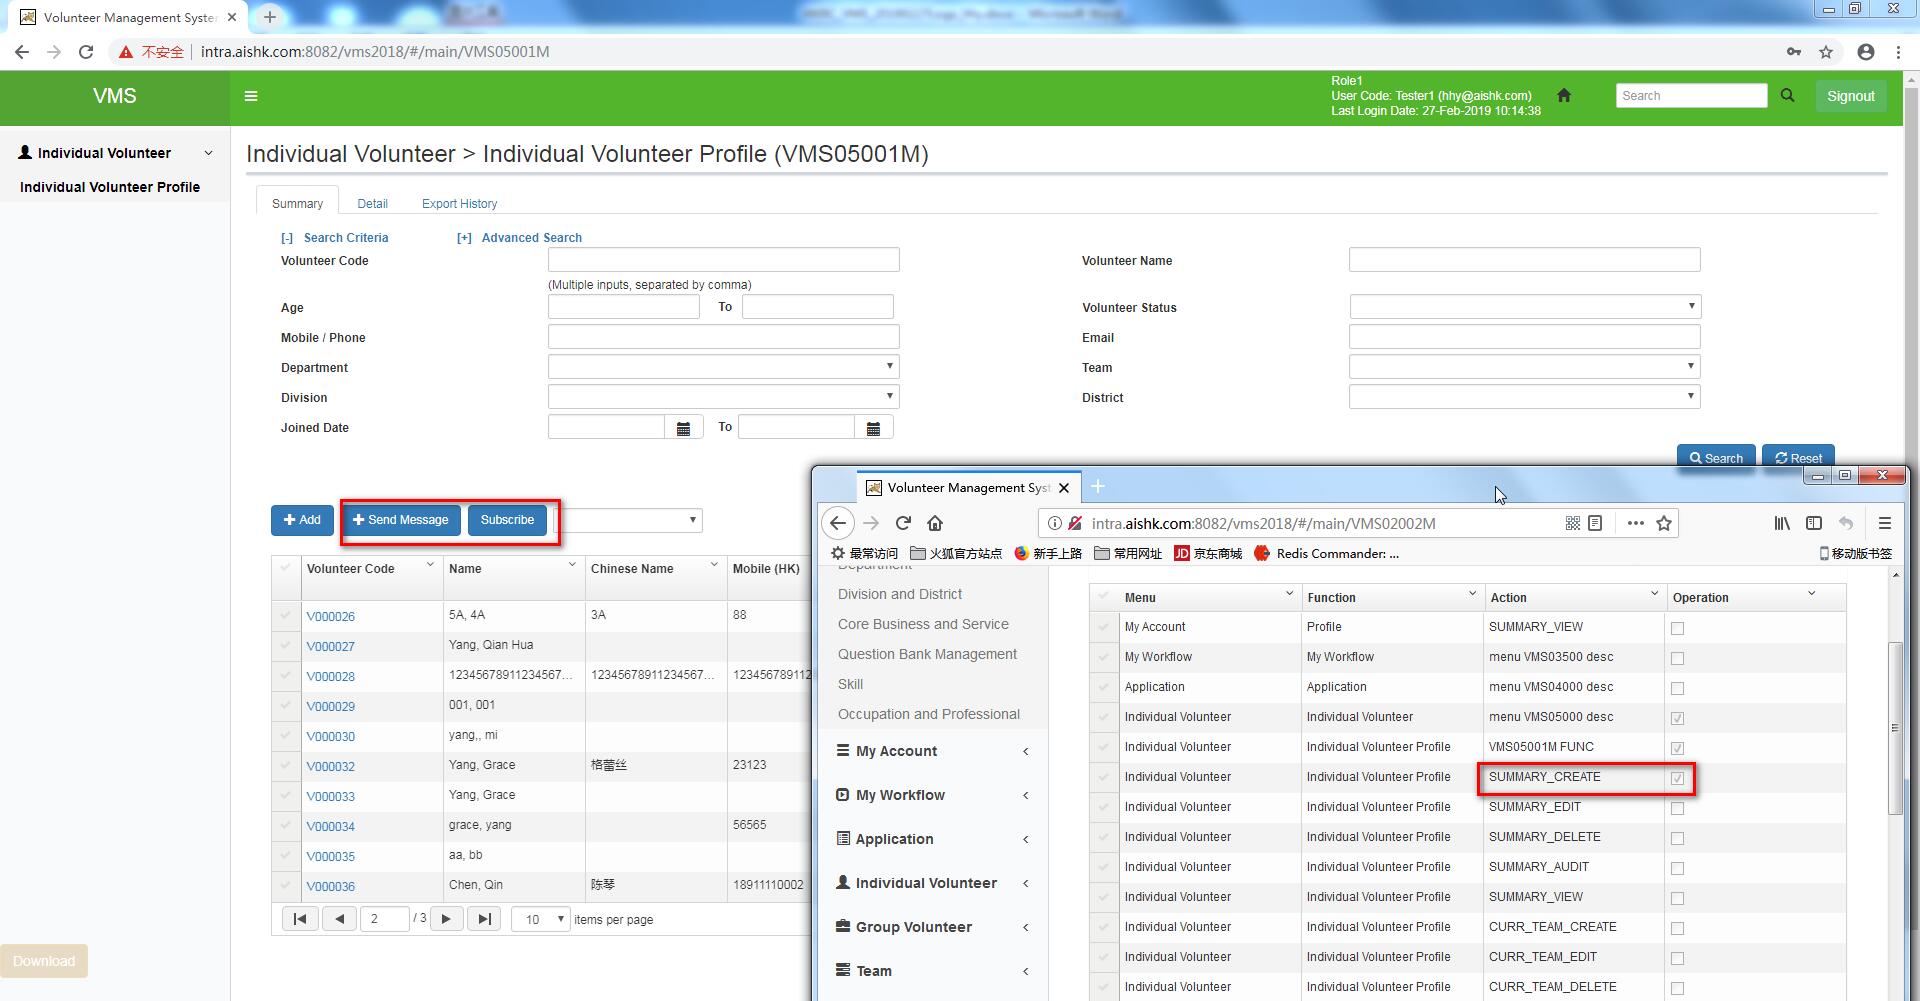 Volunteer Management Syste
不安全 intra.aishk.com:8082/vms2018/#/main/VMS05001M
VMS
Role1
User Code: Tester1 (hhy@aishk.com)
Last Login Date: 27-Feb-2019 10:14:38
Search
Signout
Individual Volunteer
Individual Volunteer Profile
Individual Volunteer > Individual Volunteer Profile (VMS05001M)
Summary Detail Export History
[-] Search Criteria [+] Advanced Search
Volunteer Code Volunteer Name
(Multiple inputs, separated by comma)
Age To Volunteer Status
Mobile / Phone Email
Department Team
Division District
Joined Date To
Search Reset
Add Send Message Subscribe
Volunteer Code Name Chinese Name Mobile (HK)
V000026 5A, 4A 3A 88
V000027 Yang, Qian Hua
V000028 12345678911234567... 12345678911234567... 12345678911
V000029 001, 001
V000030 yang,, mi
V000032 Yang, Grace 格蕾丝 23123
V000033 Yang, Grace
V000034 grace, yang 56565
V000035 aa, bb
V000036 Chen, Qin 陈琴 18911110002
2 / 3 10 items per page
Download
Volunteer Management Syst
intra.aishk.com:8082/vms2018/#/main/VMS02002M
最常访问 火狐官方站点 新手上路 常用网址 JD 京东商城 Redis Commander: ... 移动版书签
Department
Division and District
Core Business and Service
Question Bank Management
Skill
Occupation and Professional
My Account
My Workflow
Application
Individual Volunteer
Group Volunteer
Team
Menu Function Action Operation
My Account Profile SUMMARY_VIEW
My Workflow My Workflow menu VMS03500 desc
Application Application menu VMS04000 desc
Individual Volunteer Individual Volunteer menu VMS05000 desc
Individual Volunteer Individual Volunteer Profile VMS05001M FUNC
Individual Volunteer Individual Volunteer Profile SUMMARY_CREATE
Individual Volunteer Individual Volunteer Profile SUMMARY_EDIT
Individual Volunteer Individual Volunteer Profile SUMMARY_DELETE
Individual Volunteer Individual Volunteer Profile SUMMARY_AUDIT
Individual Volunteer Individual Volunteer Profile SUMMARY_VIEW
Individual Volunteer Individual Volunteer Profile CURR_TEAM_CREATE
Individual Volunteer Individual Volunteer Profile CURR_TEAM_EDIT
Individual Volunteer Individual Volunteer Profile CURR_TEAM_DELETE